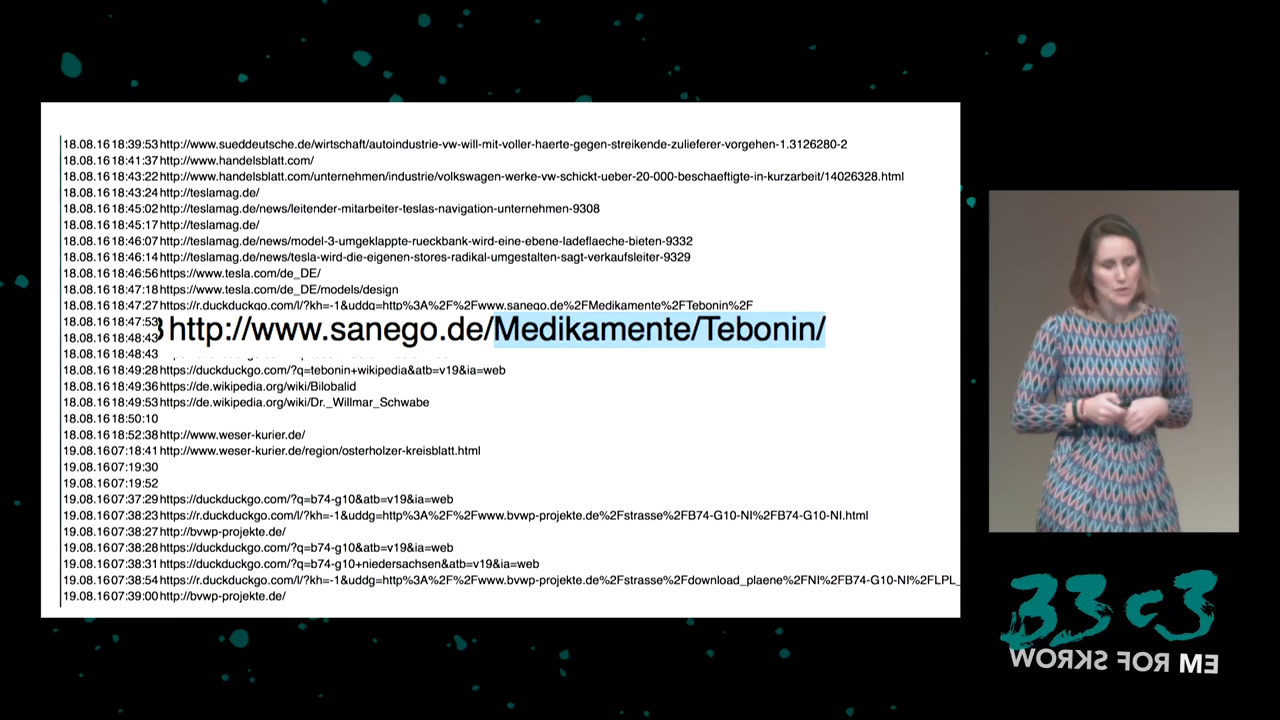 18.08.16 18:39:53 http://www.sueddeutsche.de/wirtschaft/autoindustrie-vw-will-mit-voller-haerte-gegen-streikende-zulieferer-vorgehen-1.3126280-2
18.08.16 18:41:37 http://www.handelsblatt.com/
18.08.16 18:43:22 http://www.handelsblatt.com/unternehmen/industrie/volkswagen-werke-vw-schickt-ueber-20-000-beschaeftigte-in-kurzarbeit/14026328.html
18.08.16 18:43:24 http://teslamag.de/
18.08.16 18:45:02 http://teslamag.de/news/leitender-mitarbeiter-teslas-navigation-unternehmen-9308
18.08.16 18:45:17 http://teslamag.de/
18.08.16 18:46:07 http://teslamag.de/news/model-3-umgeklappte-rueckbank-wird-eine-ebene-ladeflaeche-bieten-9332
18.08.16 18:46:14 http://teslamag.de/news/tesla-wird-die-eigenen-stores-radikal-umgestalten-sagt-verkaufsleiter-9329
18.08.16 18:46:56 https://www.tesla.com/de_DE/
18.08.16 18:47:18 https://www.tesla.com/de_DE/models/design
18.08.16 18:47:27 https://r.duckduckgo.com/l/?kh=-1&uddg=http%3A%2F%2Fwww.sanego.de%2FMedikamente%2FTebonin%2F
18.08.16 18:47:53
http://www.sanego.de/Medikamente/Tebonin/
18.08.16 18:48:43
18.08.16 18:48:43
18.08.16 18:49:28 https://duckduckgo.com/?q=tebonin+wikipedia&atb=v19&ia=web
18.08.16 18:49:36 https://de.wikipedia.org/wiki/Bilobalid
18.08.16 18:49:53 https://de.wikipedia.org/wiki/Dr._Willmar_Schwabe
18.08.16 18:50:10
18.08.16 18:52:38 http://www.weser-kurier.de/
19.08.16 07:18:41 http://www.weser-kurier.de/region/osterholzer-kreisblatt.html
19.08.16 07:19:30
19.08.16 07:19:52
19.08.16 07:37:29 https://duckduckgo.com/?q=b74-g10&atb=v19&ia=web
19.08.16 07:38:23 https://r.duckduckgo.com/l/?kh=-1&uddg=http%3A%2F%2Fwww.bvwp-projekte.de%2Fstrasse%2FB74-G10-NI%2FB74-G10-NI.html
19.08.16 07:38:27 http://bvwp-projekte.de/
19.08.16 07:38:28 https://duckduckgo.com/?q=b74-g10&atb=v19&ia=web
19.08.16 07:38:31 https://duckduckgo.com/?q=b74-g10+niedersachsen&atb=v19&ia=web
19.08.16 07:38:54 https://r.duckduckgo.com/l/?kh=-1&uddg=http%3A%2F%2Fwww.bvwp-projekte.de%2Fstrasse%2Fdownload_plaene%2FNI%2FB74-G10-NI%2FLPL_
19.08.16 07:39:00 http://bvwp-projekte.de/
33c3
WORKS FOR ME